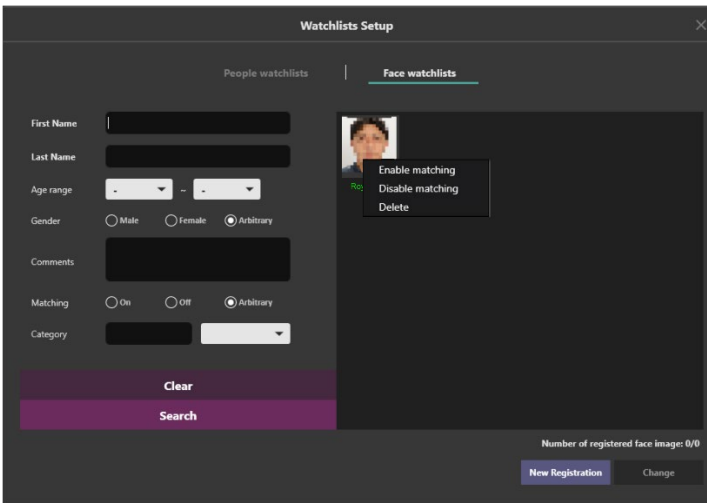 Watchlists Setup
People watchlists
Face watchlists
First Name
Last Name
Age range - -- -
Gender Male Female Arbitrary
Comments
Matching On Off Arbitrary
Category
Clear
Search
Enable matching
Disable matching
Delete
Number of registered face image: 0/0
New Registration
Change